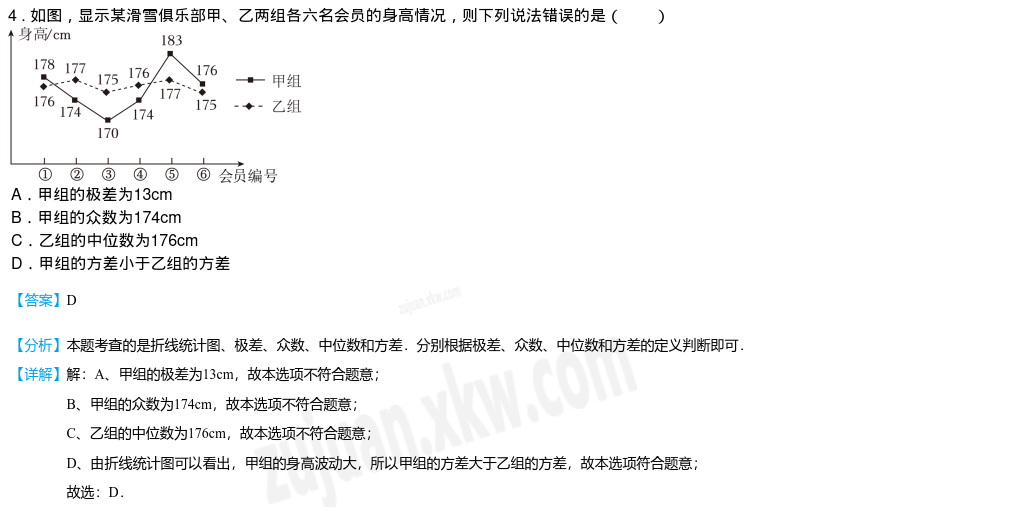 4．如图，显示某滑雪俱乐部甲、乙两组各六名会员的身高情况，则下列说法错误的是（　　）
身高/cm
183
178 177 175 176 176
甲组
176 174 174 177 175
乙组
170
① ② ③ ④ ⑤ ⑥ 会员编号
A．甲组的极差为13cm
B．甲组的众数为174cm
C．乙组的中位数为176cm
D．甲组的方差小于乙组的方差
【答案】D
【分析】本题考查的是折线统计图、极差、众数、中位数和方差．分别根据极差、众数、中位数和方差的定义判断即可．
【详解】解：A、甲组的极差为13cm，故本选项不符合题意；
B、甲组的众数为174cm，故本选项不符合题意；
C、乙组的中位数为176cm，故本选项不符合题意；
D、由折线统计图可以看出，甲组的身高波动大，所以甲组的方差大于乙组的方差，故本选项符合题意；
故选：D．
zujuan.xkw.com
zujuan.xkw.com